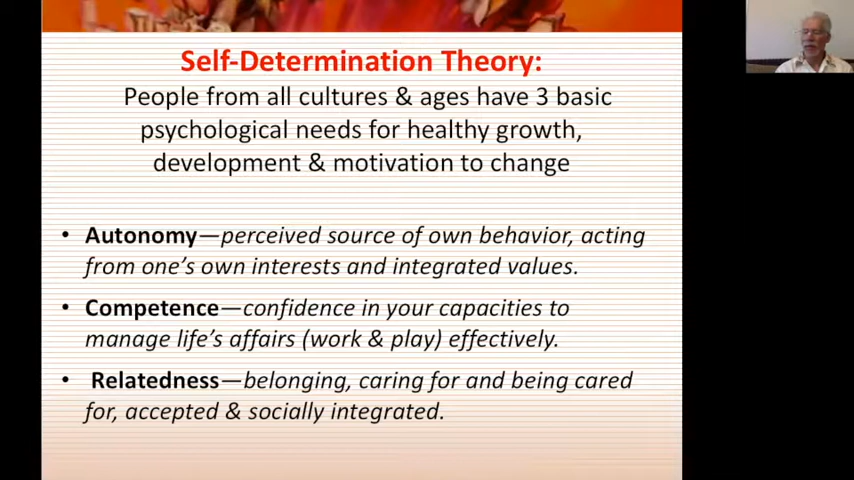 Self-Determination Theory:
People from all cultures & ages have 3 basic
psychological needs for healthy growth,
development & motivation to change
• Autonomy—perceived source of own behavior, acting
from one's own interests and integrated values.
• Competence—confidence in your capacities to
manage life's affairs (work & play) effectively.
• Relatedness—belonging, caring for and being cared
for, accepted & socially integrated.